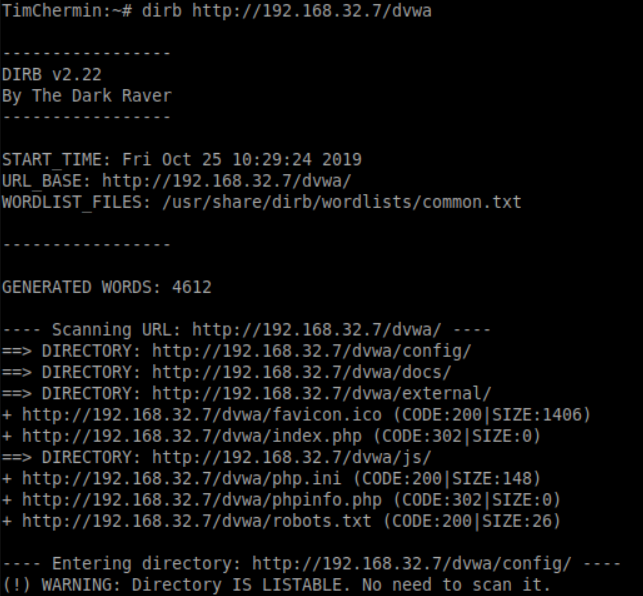 TimChermin:~# dirb http://192.168.32.7/dvwa
-----------------
DIRB v2.22
By The Dark Raver
-----------------
START_TIME: Fri Oct 25 10:29:24 2019
URL_BASE: http://192.168.32.7/dvwa/
WORDLIST_FILES: /usr/share/dirb/wordlists/common.txt
-----------------
GENERATED WORDS: 4612
---- Scanning URL: http://192.168.32.7/dvwa/ ----
==> DIRECTORY: http://192.168.32.7/dvwa/config/
==> DIRECTORY: http://192.168.32.7/dvwa/docs/
==> DIRECTORY: http://192.168.32.7/dvwa/external/
+ http://192.168.32.7/dvwa/favicon.ico (CODE:200|SIZE:1406)
+ http://192.168.32.7/dvwa/index.php (CODE:302|SIZE:0)
==> DIRECTORY: http://192.168.32.7/dvwa/js/
+ http://192.168.32.7/dvwa/php.ini (CODE:200|SIZE:148)
+ http://192.168.32.7/dvwa/phpinfo.php (CODE:302|SIZE:0)
+ http://192.168.32.7/dvwa/robots.txt (CODE:200|SIZE:26)
---- Entering directory: http://192.168.32.7/dvwa/config/ ----
(!) WARNING: Directory IS LISTABLE. No need to scan it.